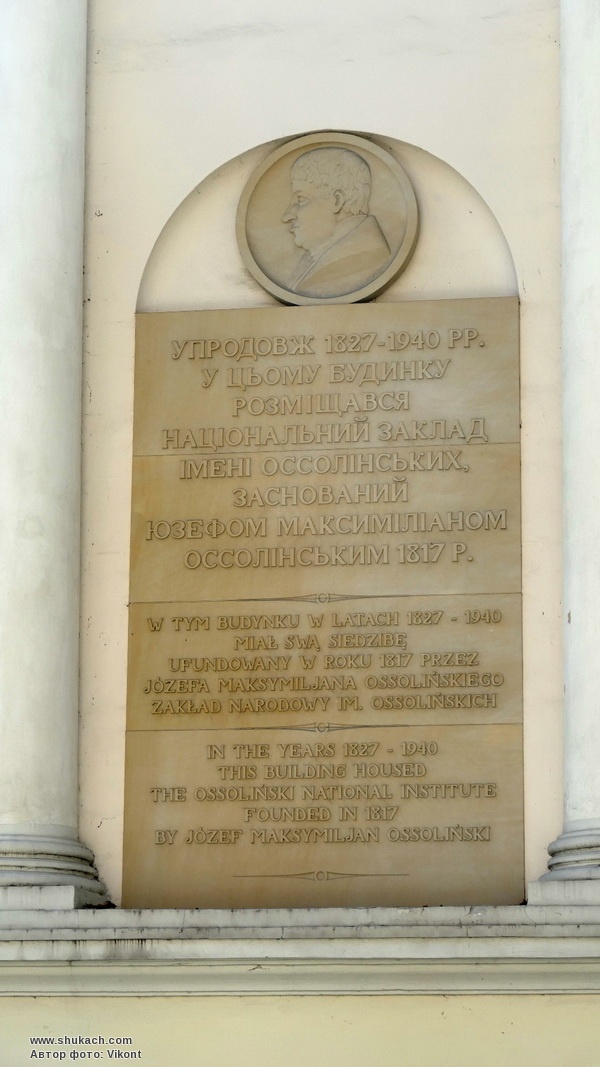 УПРОДОВЖ 1827-1940 РР.
У ЦЬОМУ БУДИНКУ
РОЗМІЩАВСЯ
НАЦІОНАЛЬНИЙ ЗАКЛАД
ІМЕНІ ОССОЛІНСЬКИХ,
ЗАСНОВАНИЙ
ЮЗЕФОМ МАКСИМІЛІАНОМ
ОССОЛІНСЬКИМ 1817 Р.
W TYM BUDYNKU W LATACH 1827 - 1940
MIAŁ SWĄ SIEDZIBĘ
UFUNDOWANY W ROKU 1817 PRZEZ
JÓZEFA MAKSYMILJANA OSSOLIŃSKIEGO
ZAKŁAD NARODOWY IM. OSSOLIŃSKICH
IN THE YEARS 1827 - 1940
THIS BUILDING HOUSED
THE OSSOLIŃSKI NATIONAL INSTITUTE
FOUNDED IN 1817
BY JÓZEF MAKSYMILJAN OSSOLIŃSKI
www.shukach.com
Автор фото: Vikont